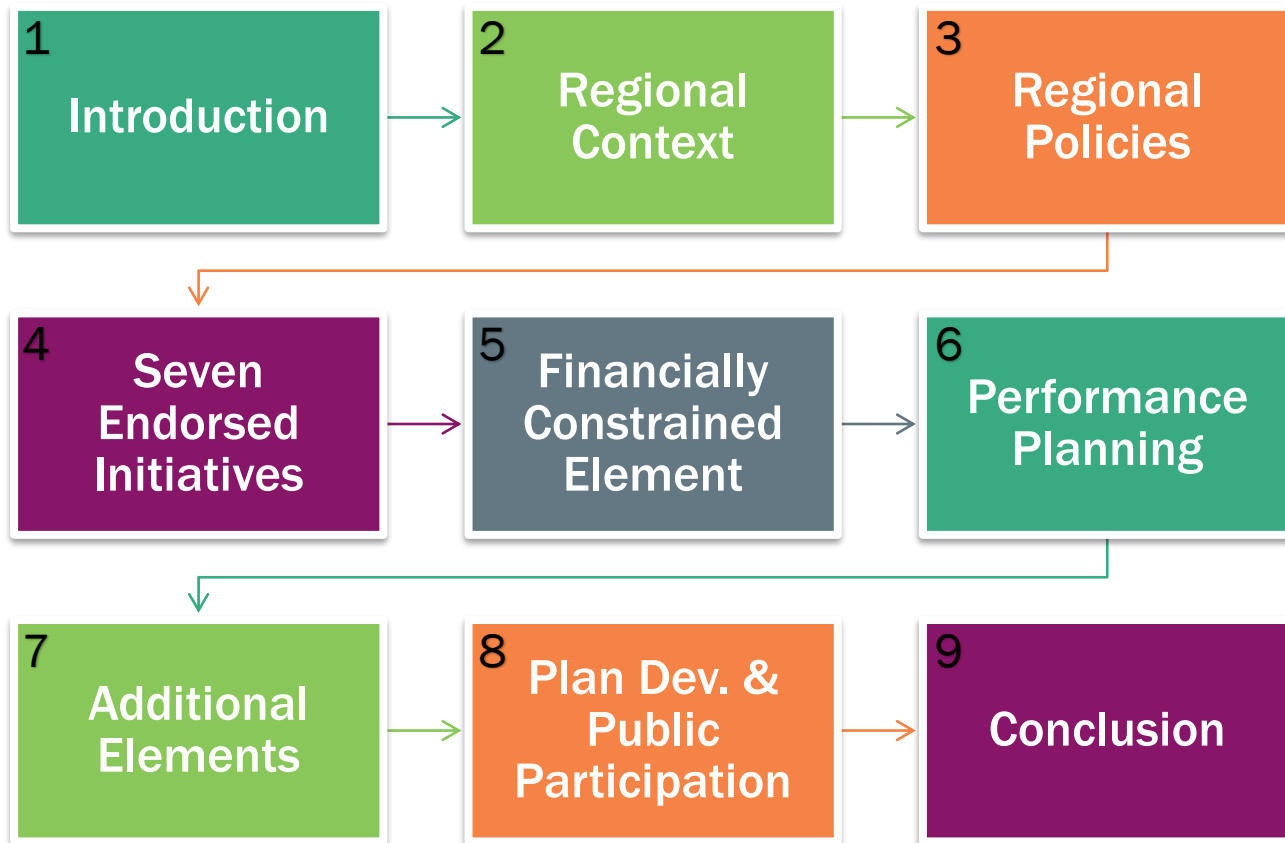 1
Introduction
2
Regional
Context
3
Regional
Policies
4
Seven
Endorsed
Initiatives
5
Financially
Constrained
Element
6
Performance
Planning
7
Additional
Elements
8
Plan Dev. &
Public
Participation
9
Conclusion